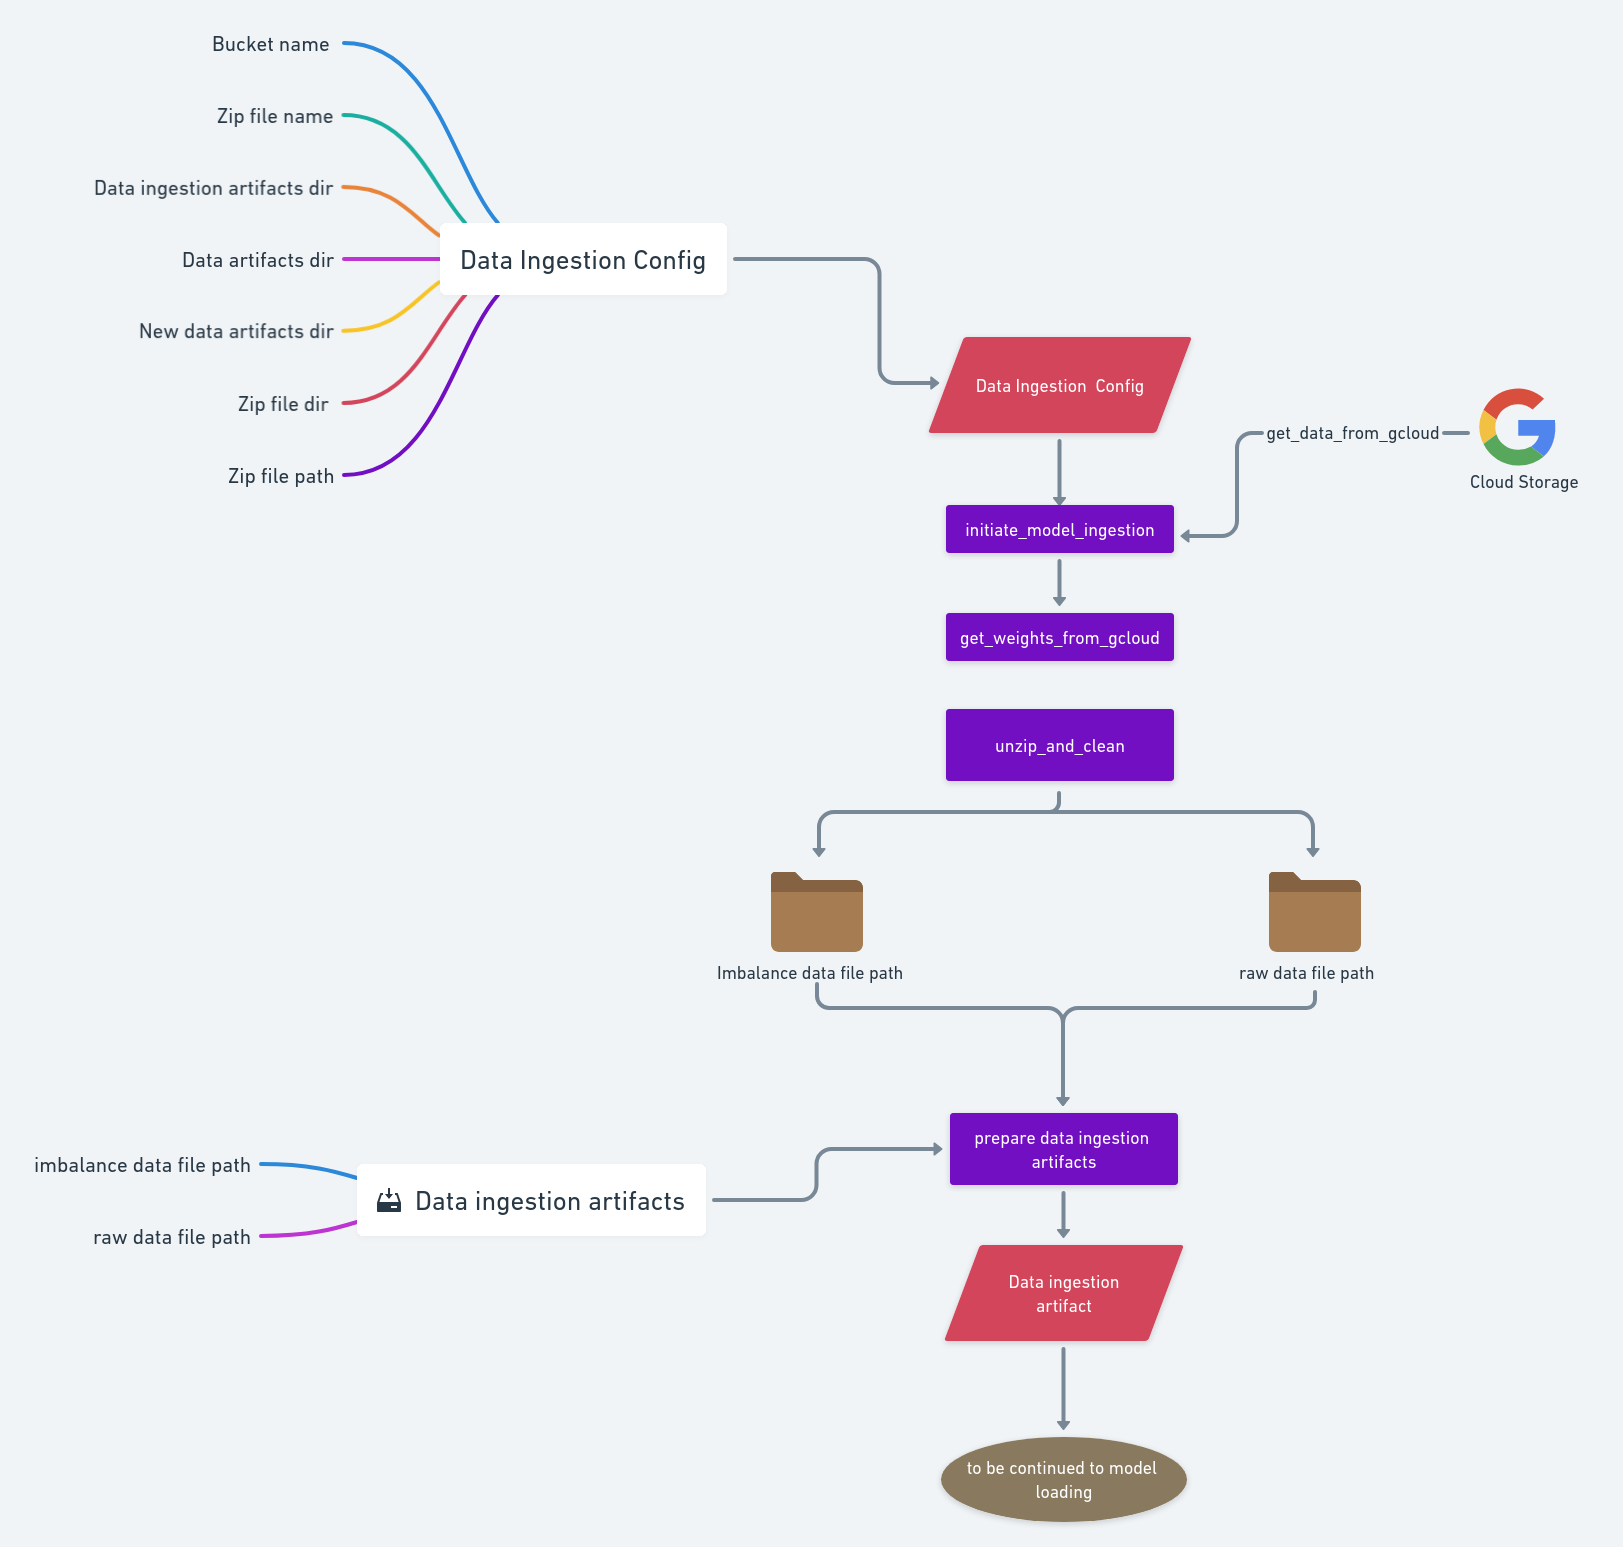 Bucket name
Zip file name
Data ingestion artifacts dir
Data artifacts dir
New data artifacts dir
Zip file dir
Zip file path
Data Ingestion Config
Data Ingestion  Config
get_data_from_gcloud
Cloud Storage
initiate_model_ingestion
get_weights_from_gcloud
unzip_and_clean
Imbalance data file path
raw data file path
imbalance data file path
raw data file path
Data ingestion artifacts
prepare data ingestion
artifacts
Data ingestion
artifact
to be continued to model
loading